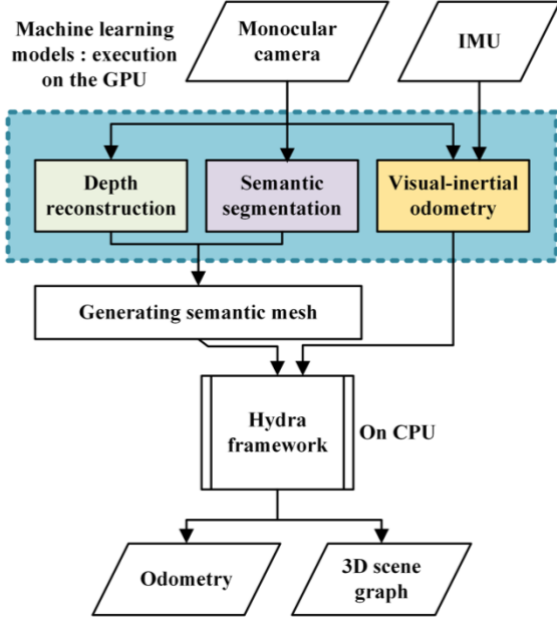 Machine learning
models : execution
on the GPU
Monocular
camera
IMU
Depth
reconstruction
Semantic
segmentation
Visual-inertial
odometry
Generating semantic mesh
Hydra
framework
On CPU
Odometry
3D scene
graph